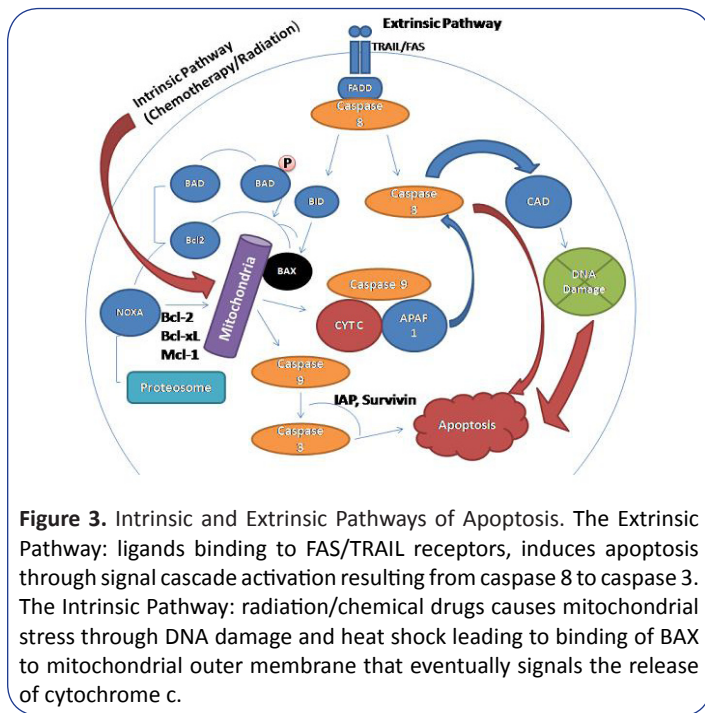 Extrinsic Pathway
TRAIL/FAS
Intrinsic Pathway
(Chemotherapy/Radiation)
FADD
Caspase
8
P
BAD
BAD
BID
Caspase
3
CAD
Bcl2
BAX
DNA
Damage
Mitochondria
Caspase 9
NOXA
Bcl-2
Bcl-xL
Mcl-1
CYT C
APAF
1
Proteosome
Caspase
9
IAP, Survivin
Caspase
3
Apoptosis
Figure 3. Intrinsic and Extrinsic Pathways of Apoptosis. The Extrinsic
Pathway: ligands binding to FAS/TRAIL receptors, induces apoptosis
through signal cascade activation resulting from caspase 8 to caspase 3.
The Intrinsic Pathway: radiation/chemical drugs causes mitochondrial
stress through DNA damage and heat shock leading to binding of BAX
to mitochondrial outer membrane that eventually signals the release
of cytochrome c.